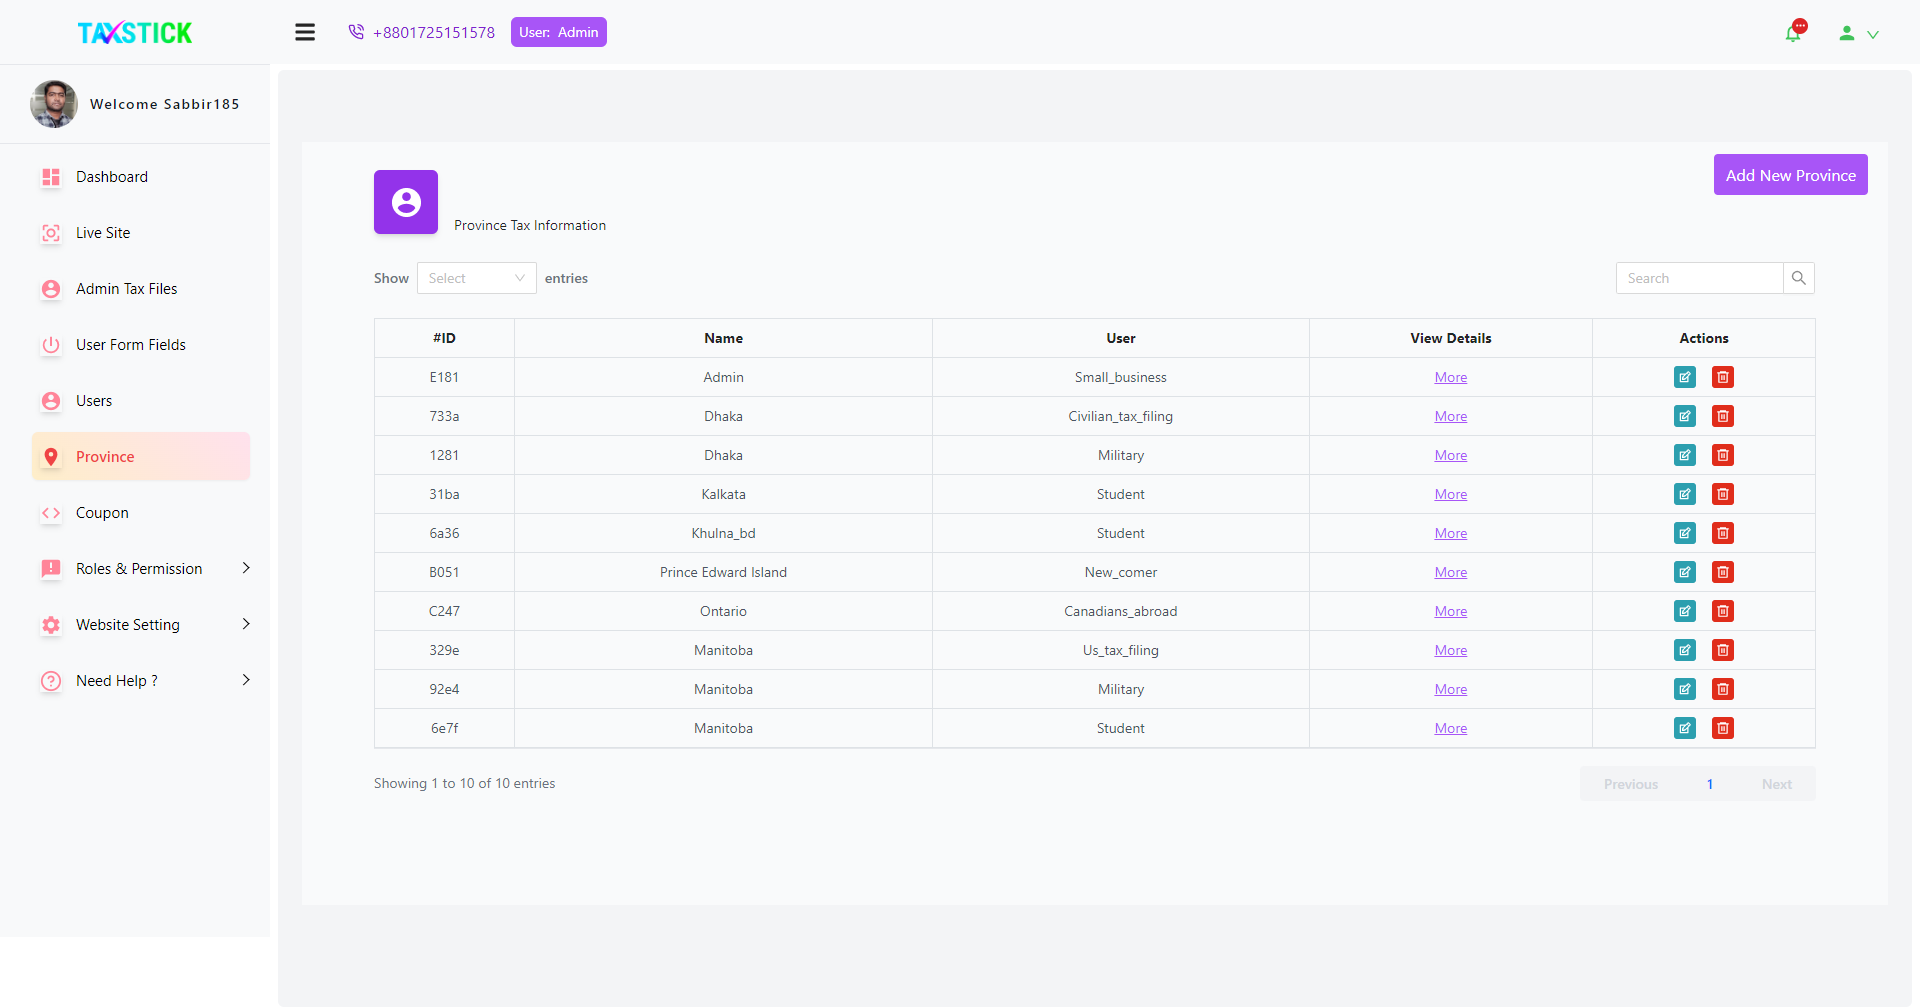 TAXSTICK
+8801725151578
User: Admin
Welcome Sabbir185
Dashboard
Live Site
Admin Tax Files
User Form Fields
Users
Province
Coupon
Roles & Permission
Website Setting
Need Help ?
Add New Province
Province Tax Information
Show Select entries
Search
#ID Name User View Details Actions
E181 Admin Small_business More
733a Dhaka Civilian_tax_filing More
1281 Dhaka Military More
31ba Kalkata Student More
6a36 Khulna_bd Student More
B051 Prince Edward Island New_comer More
C247 Ontario Canadians_abroad More
329e Manitoba Us_tax_filing More
92e4 Manitoba Military More
6e7f Manitoba Student More
Showing 1 to 10 of 10 entries
Previous 1 Next